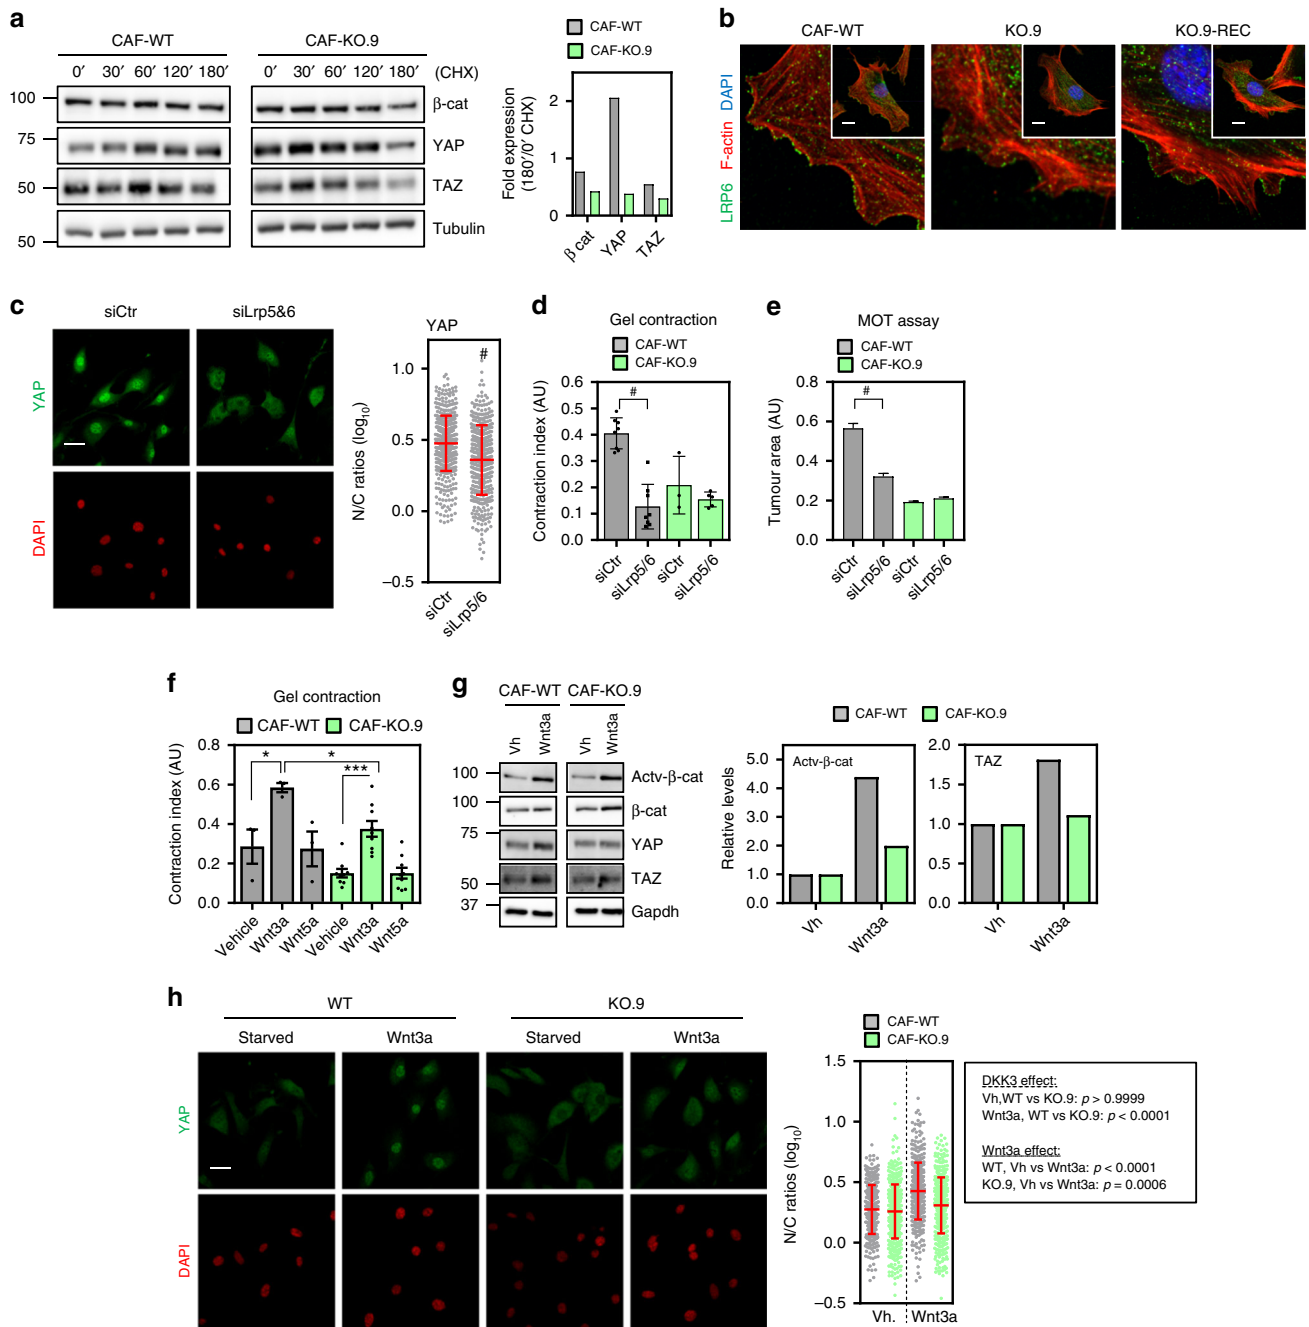 a
CAF-WT
CAF-KO.9
0′ 30′ 60′ 120′ 180′
0′ 30′ 60′ 120′ 180′ (CHX)
100
75
50
50
β-cat
YAP
TAZ
Tubulin
CAF-WT
CAF-KO.9
Fold expression
(180′/0′ CHX)
2
1
0
β cat
YAP
TAZ
b
CAF-WT
KO.9
KO.9-REC
LRP6 F-actin DAPI
c
siCtr
siLrp5&6
YAP
DAPI
YAP
#
N/C ratios (log10)
1.0
0.5
0.0
–0.5
siCtr
siLrp5/6
d
Gel contraction
CAF-WT
CAF-KO.9
#
Contraction index (AU)
0.6
0.5
0.4
0.3
0.2
0.1
0.0
siCtr
siLrp5/6
siCtr
siLrp5/6
e
MOT assay
CAF-WT
CAF-KO.9
#
Tumour area (AU)
0.8
0.6
0.4
0.2
0.0
siCtr
siLrp5/6
siCtr
siLrp5/6
f
Gel contraction
CAF-WT CAF-KO.9
* *
***
Contraction index (AU)
0.8
0.6
0.4
0.2
0.0
Vehicle
Wnt3a
Wnt5a
Vehicle
Wnt3a
Wnt5a
g
CAF-WT CAF-KO.9
Vh
Wnt3a
Vh
Wnt3a
100
100
75
50
37
Actv-β-cat
β-cat
YAP
TAZ
Gapdh
CAF-WT CAF-KO.9
Relative levels
Actv-β-cat
5.0
4.0
3.0
2.0
1.0
0.0
Vh
Wnt3a
TAZ
2.0
1.5
1.0
0.5
0.0
Vh
Wnt3a
h
WT
KO.9
Starved
Wnt3a
Starved
Wnt3a
YAP
DAPI
CAF-WT
CAF-KO.9
N/C ratios (log10)
1.5
1.0
0.5
0.0
–0.5
Vh. Wnt3a
DKK3 effect:
Vh,WT vs KO.9: p > 0.9999
Wnt3a, WT vs KO.9: p < 0.0001
Wnt3a effect:
WT, Vh vs Wnt3a: p < 0.0001
KO.9, Vh vs Wnt3a: p = 0.0006